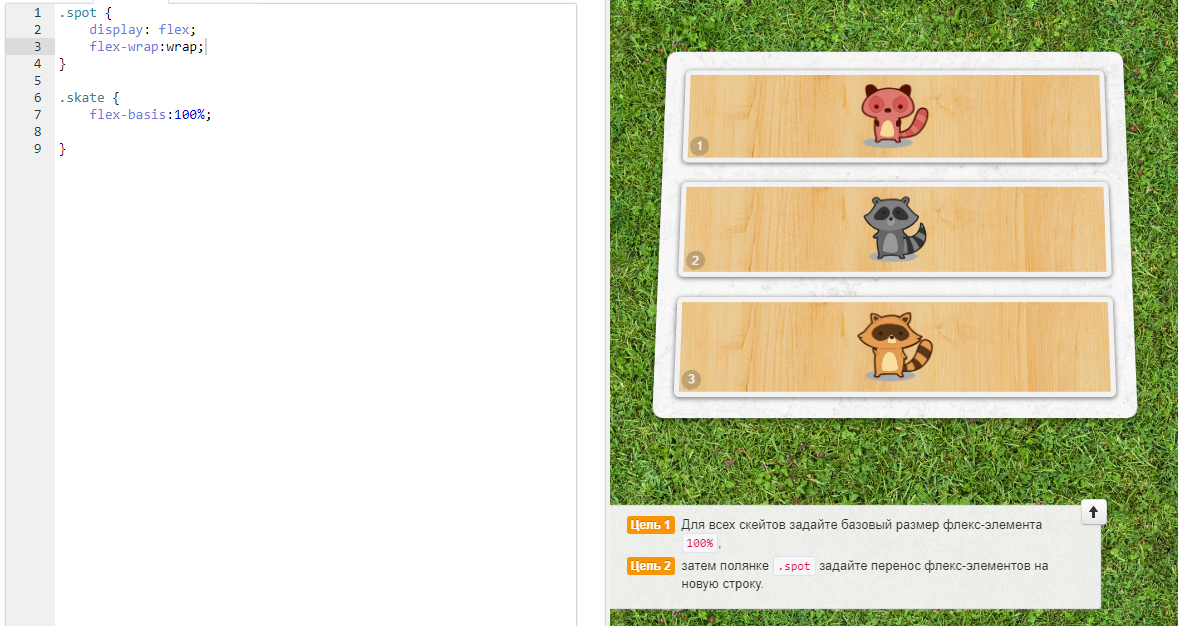 1 .spot {
2 display: flex;
3 flex-wrap:wrap;
4 }
5
6 .skate {
7 flex-basis:100%;
8
9 }
1
2
3
Цель 1 Для всех скейтов задайте базовый размер флекс-элемента
100% ,
Цель 2 затем полянке .spot задайте перенос флекс-элементов на
новую строку.